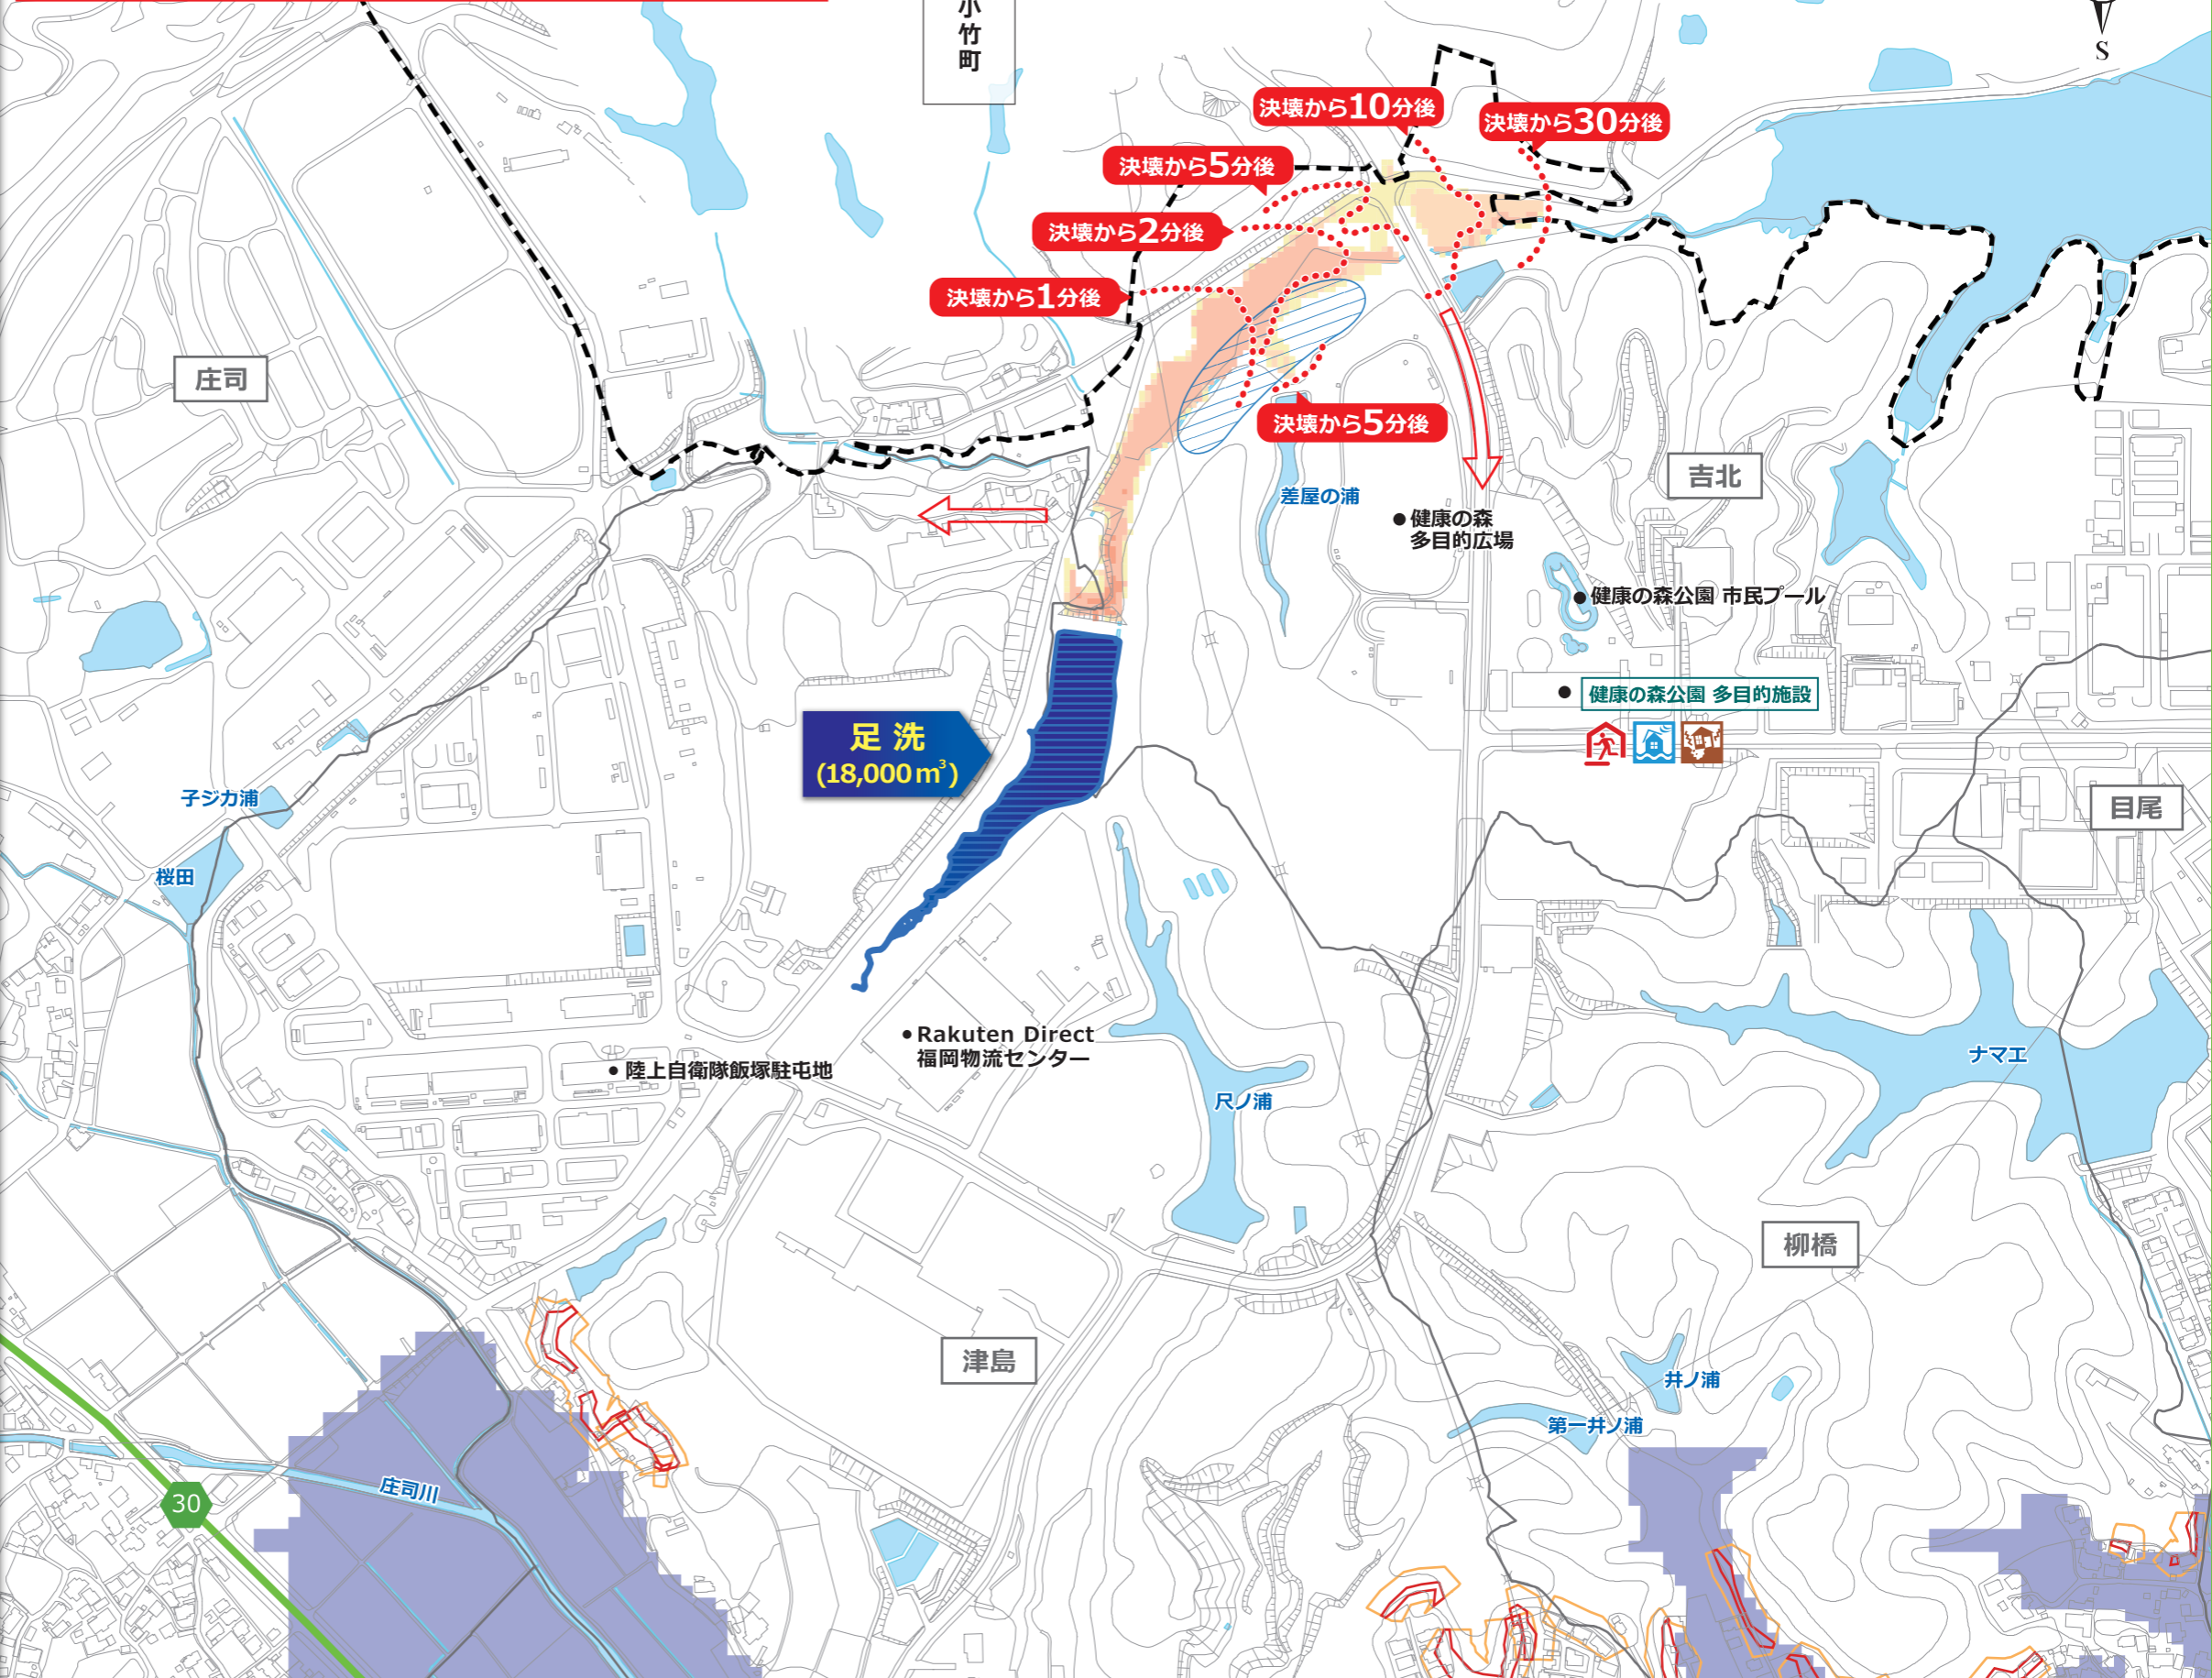 小竹町
S
決壊から10分後
決壊から30分後
決壊から5分後
決壊から2分後
決壊から1分後
庄司
決壊から5分後
吉北
差屋の浦
健康の森
多目的広場
健康の森公園 市民プール
健康の森公園 多目的施設
足洗
(18,000m³)
子ジカ浦
目尾
桜田
Rakuten Direct
福岡物流センター
陸上自衛隊飯塚駐屯地
ナマエ
尺ノ浦
柳橋
津島
井ノ浦
第一井ノ浦
庄司川
30